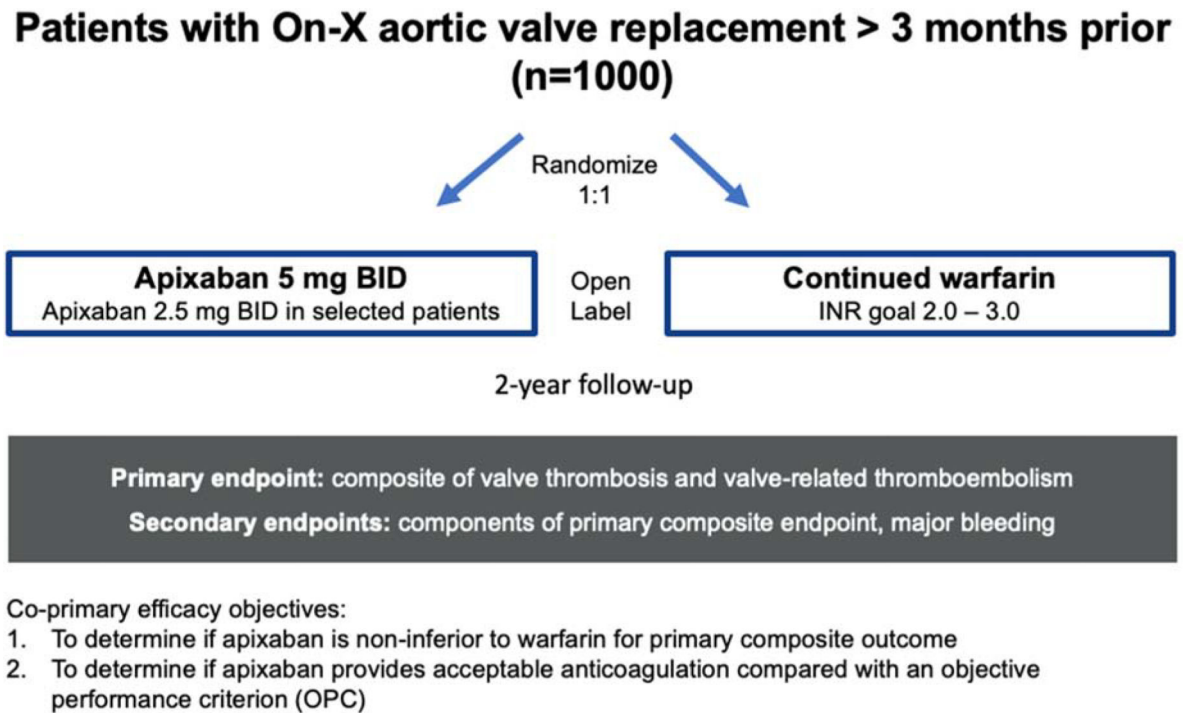 Patients with On-X aortic valve replacement > 3 months prior
(n=1000)
Randomize
1:1
Apixaban 5 mg BID
Apixaban 2.5 mg BID in selected patients
Open
Label
Continued warfarin
INR goal 2.0 – 3.0
2-year follow-up
Primary endpoint: composite of valve thrombosis and valve-related thromboembolism
Secondary endpoints: components of primary composite endpoint, major bleeding
Co-primary efficacy objectives:
1. To determine if apixaban is non-inferior to warfarin for primary composite outcome
2. To determine if apixaban provides acceptable anticoagulation compared with an objective
performance criterion (OPC)